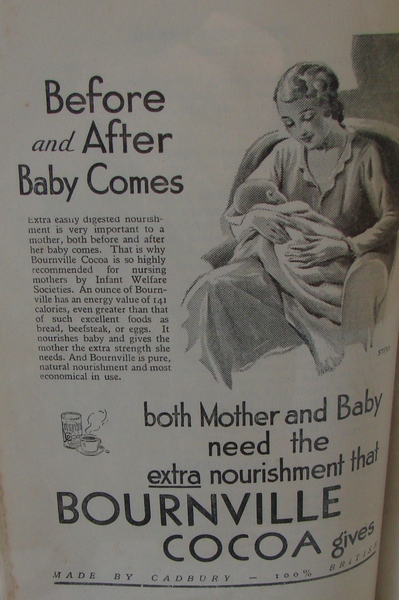 Before
and After
Baby Comes
Extra easily digested nourish-
ment is very important to a
mother, both before and after
her baby comes. That is why
Bournville Cocoa is so highly
recommended for nursing
mothers by Infant Welfare
Societies. An ounce of Bourn-
ville has an energy value of 141
calories, even greater than that
of such excellent foods as
bread, beefsteak, or eggs. It
nourishes baby and gives the
mother the extra strength she
needs. And Bournville is pure,
natural nourishment and most
economical in use.
both Mother and Baby
need the
extra nourishment that
BOURNVILLE
COCOA gives
MADE BY CADBURY — 100% BRITISH